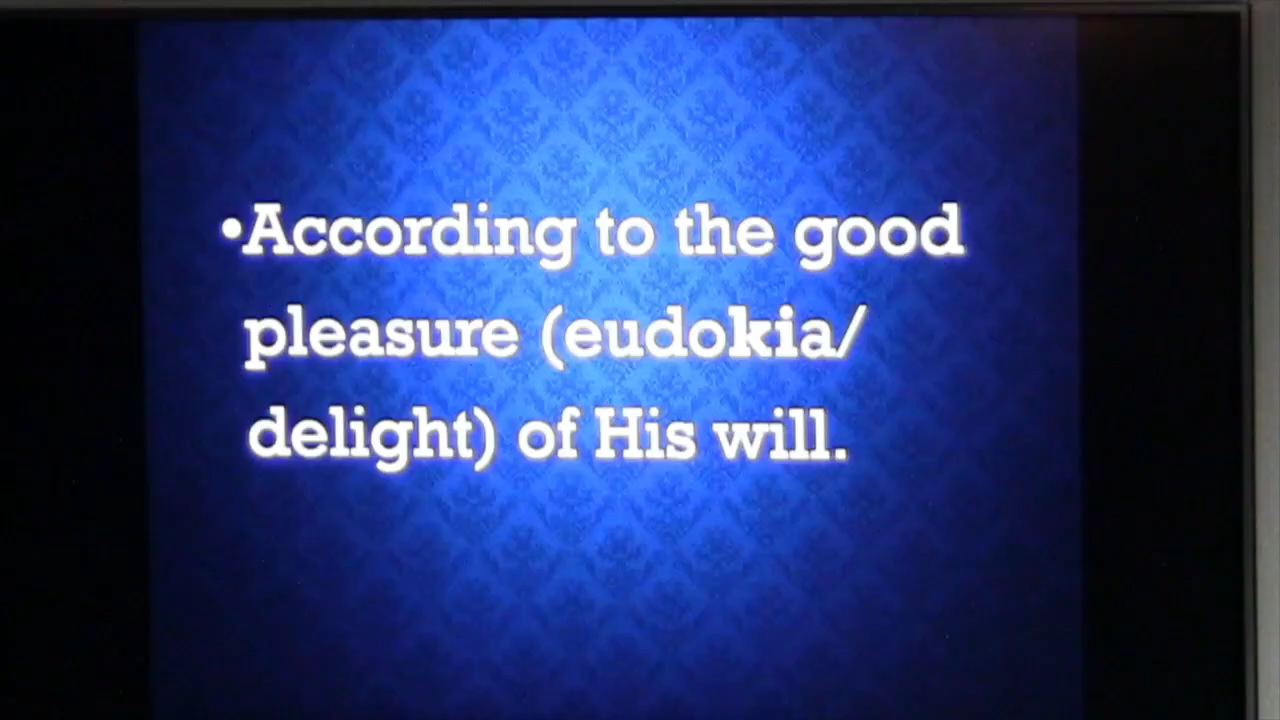 •According to the good
pleasure (eudokia/
delight) of His will.